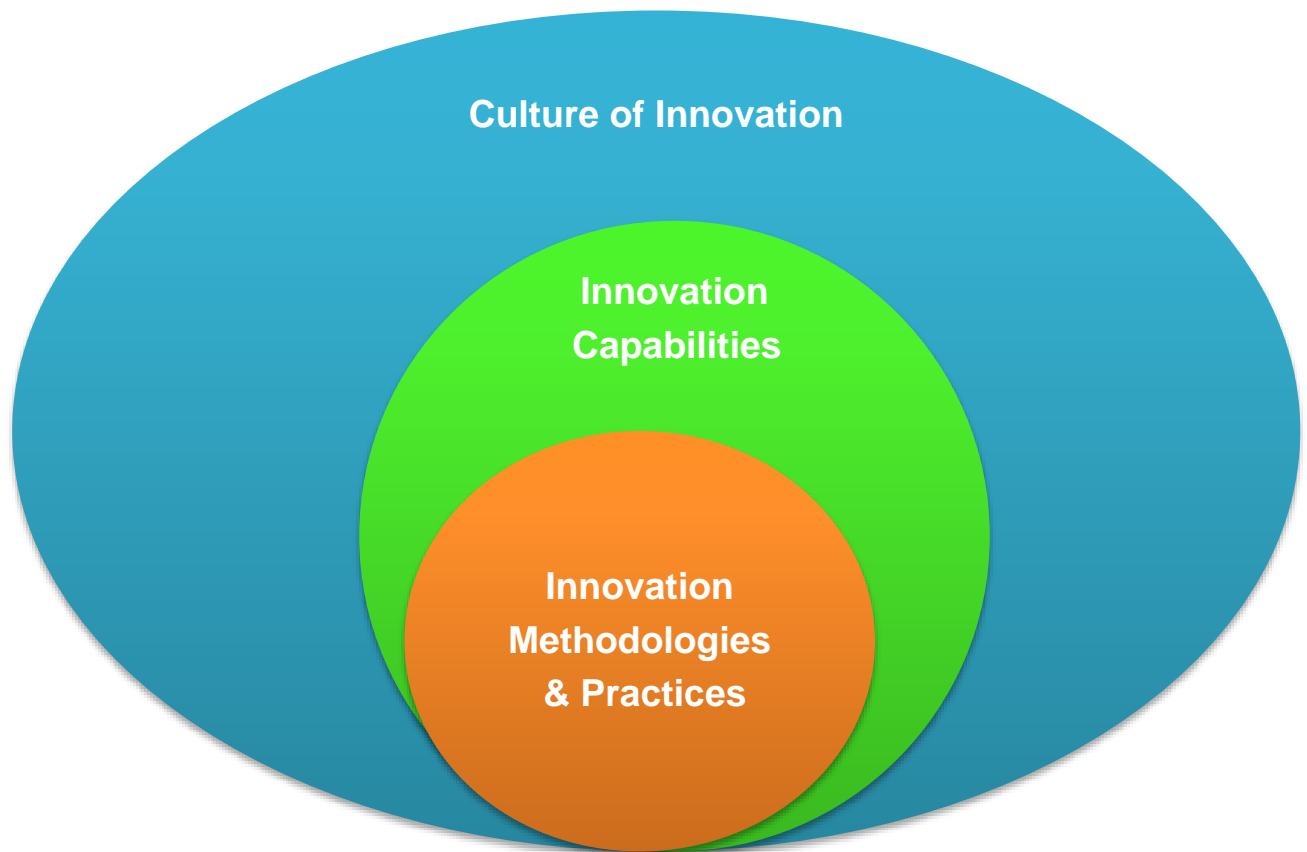 Culture of Innovation
Innovation
Capabilities
Innovation
Methodologies
& Practices